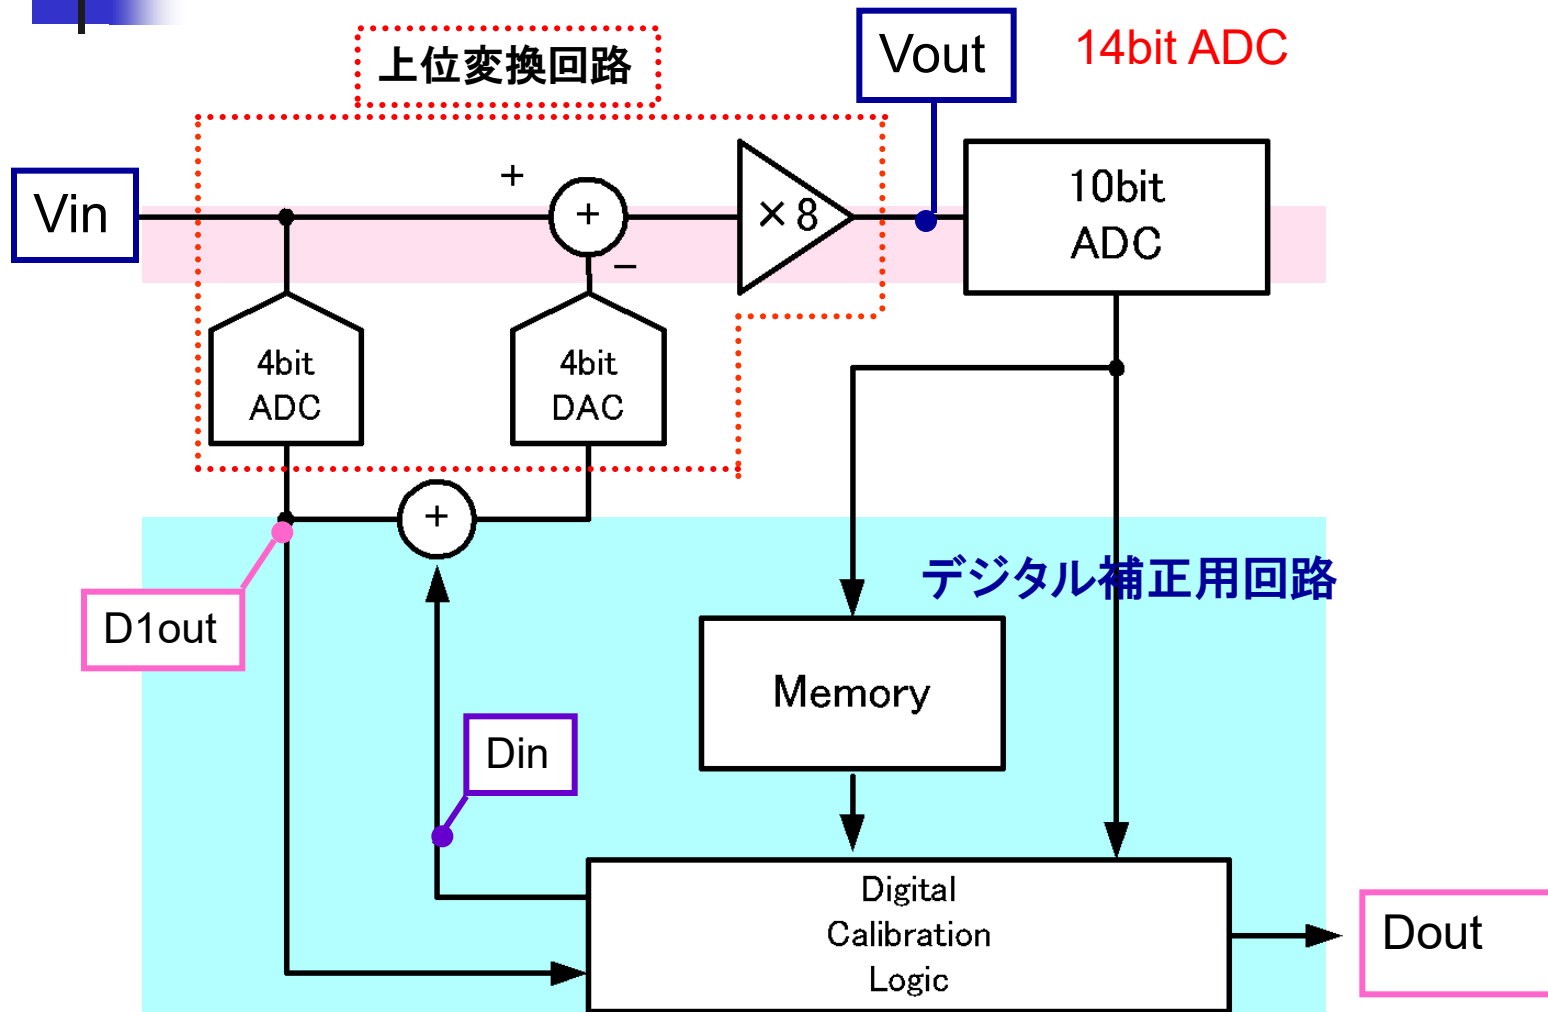 上位変換回路
Vout
14bit ADC
Vin
+
+
−
×8
10bit
ADC
4bit
ADC
4bit
DAC
+
デジタル補正用回路
D1out
Memory
Din
Digital
Calibration
Logic
Dout